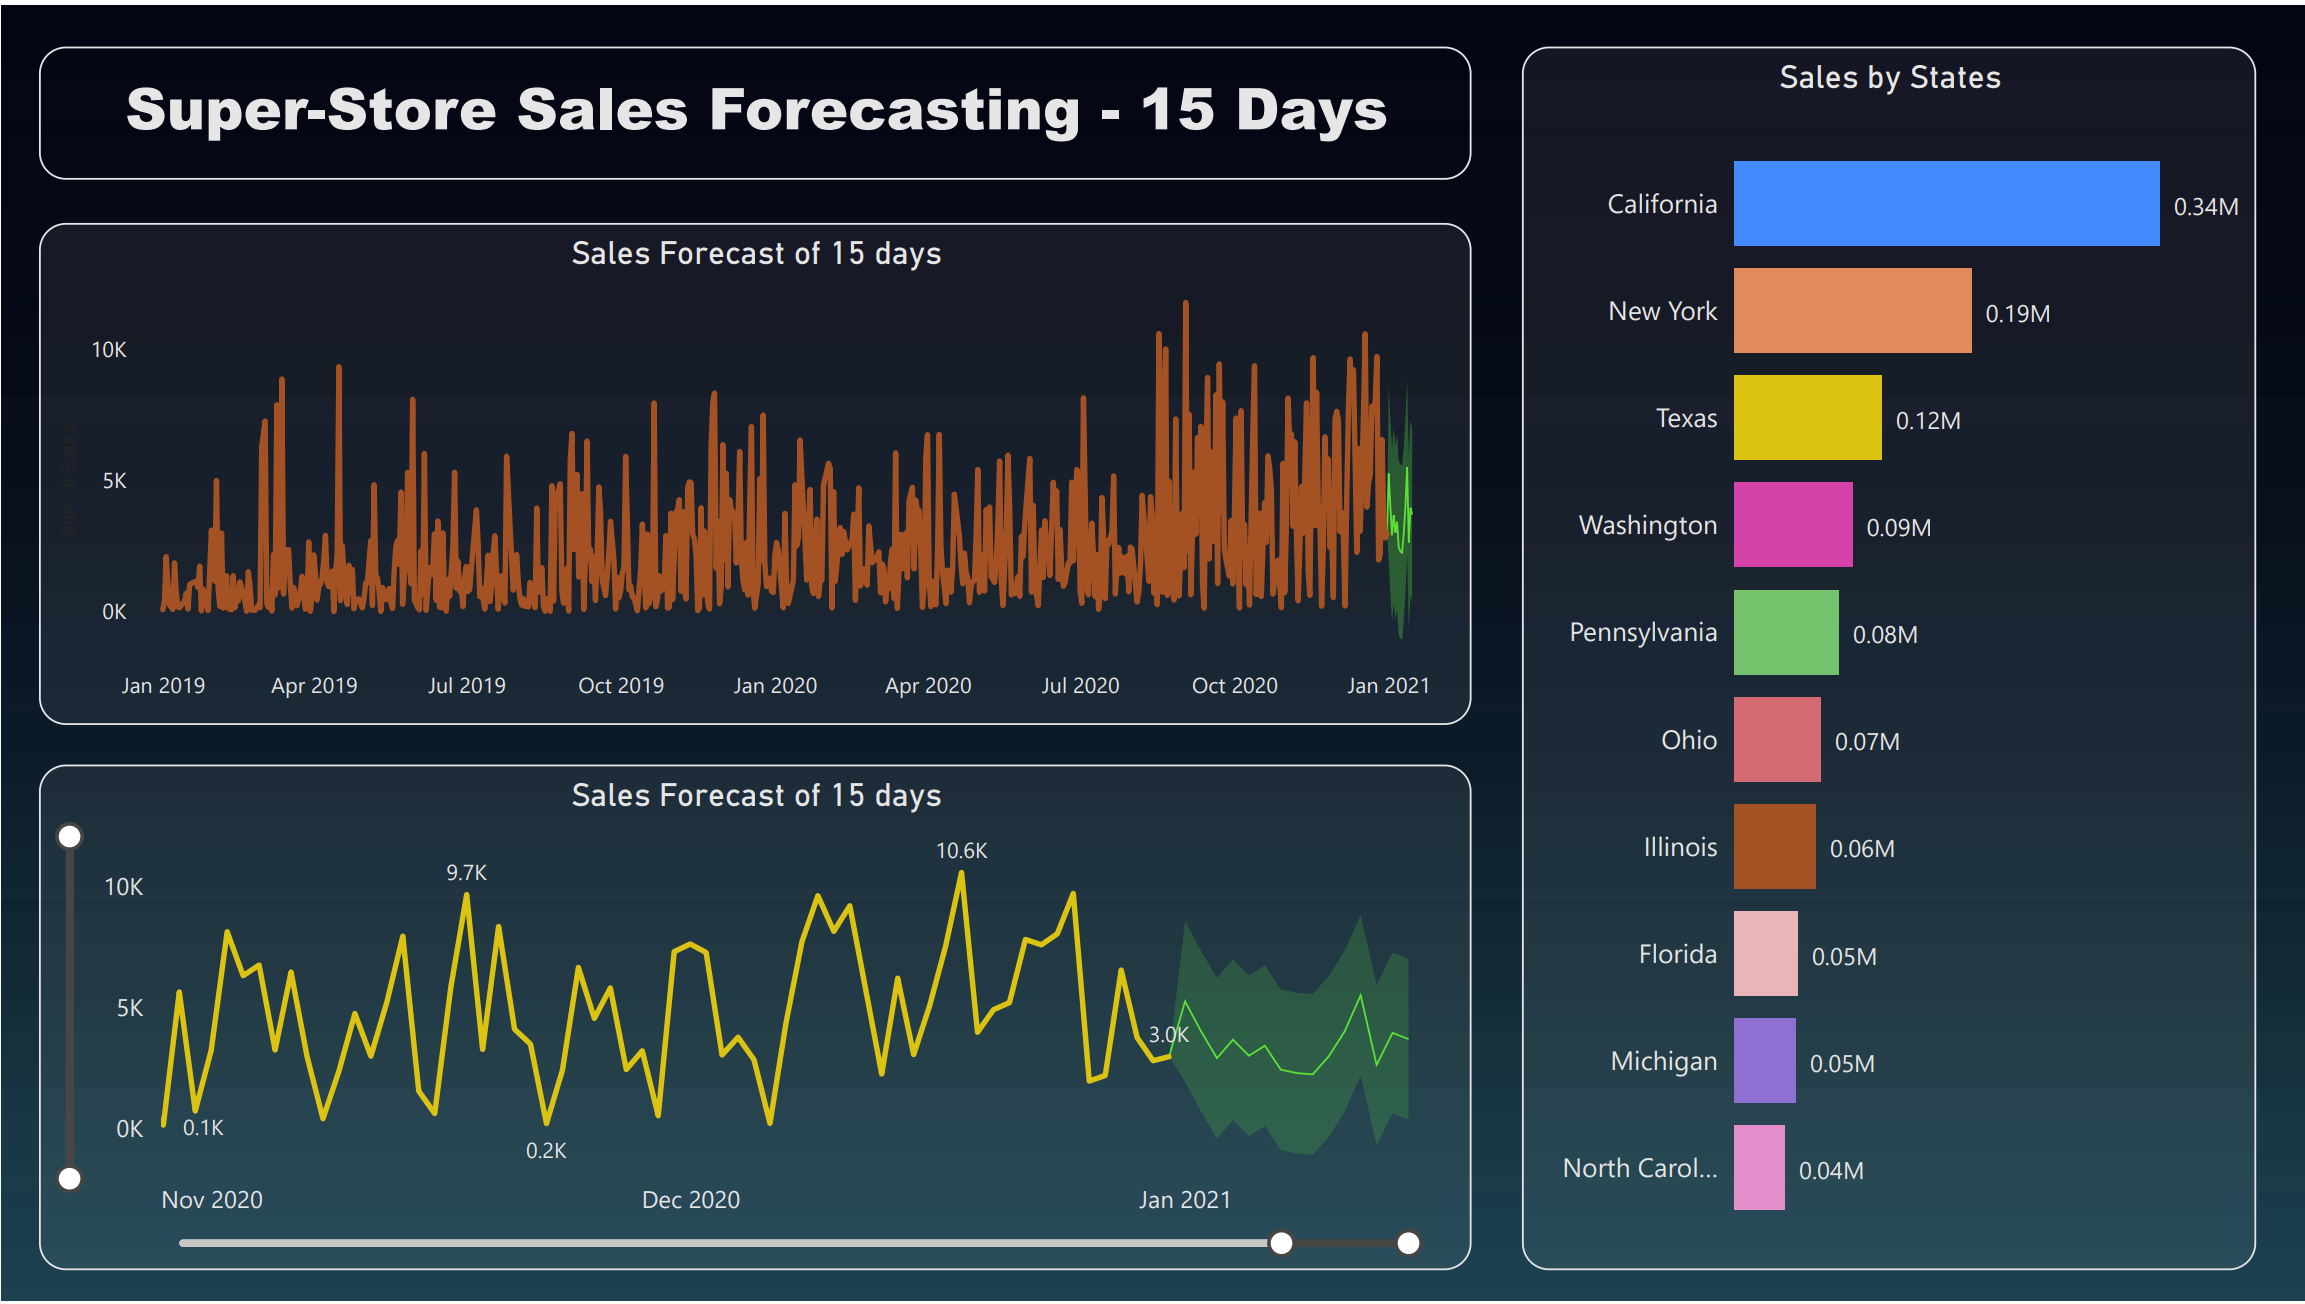 Super-Store Sales Forecasting - 15 Days
Sales Forecast of 15 days
Sum of Sales
10K
5K
0K
Jan 2019 Apr 2019 Jul 2019 Oct 2019 Jan 2020 Apr 2020 Jul 2020 Oct 2020 Jan 2021
Sales Forecast of 15 days
10K
5K
0K
9.7K
10.6K
3.0K
0.1K
0.2K
Nov 2020 Dec 2020 Jan 2021
Sales by States
California 0.34M
New York 0.19M
Texas 0.12M
Washington 0.09M
Pennsylvania 0.08M
Ohio 0.07M
Illinois 0.06M
Florida 0.05M
Michigan 0.05M
North Carol... 0.04M